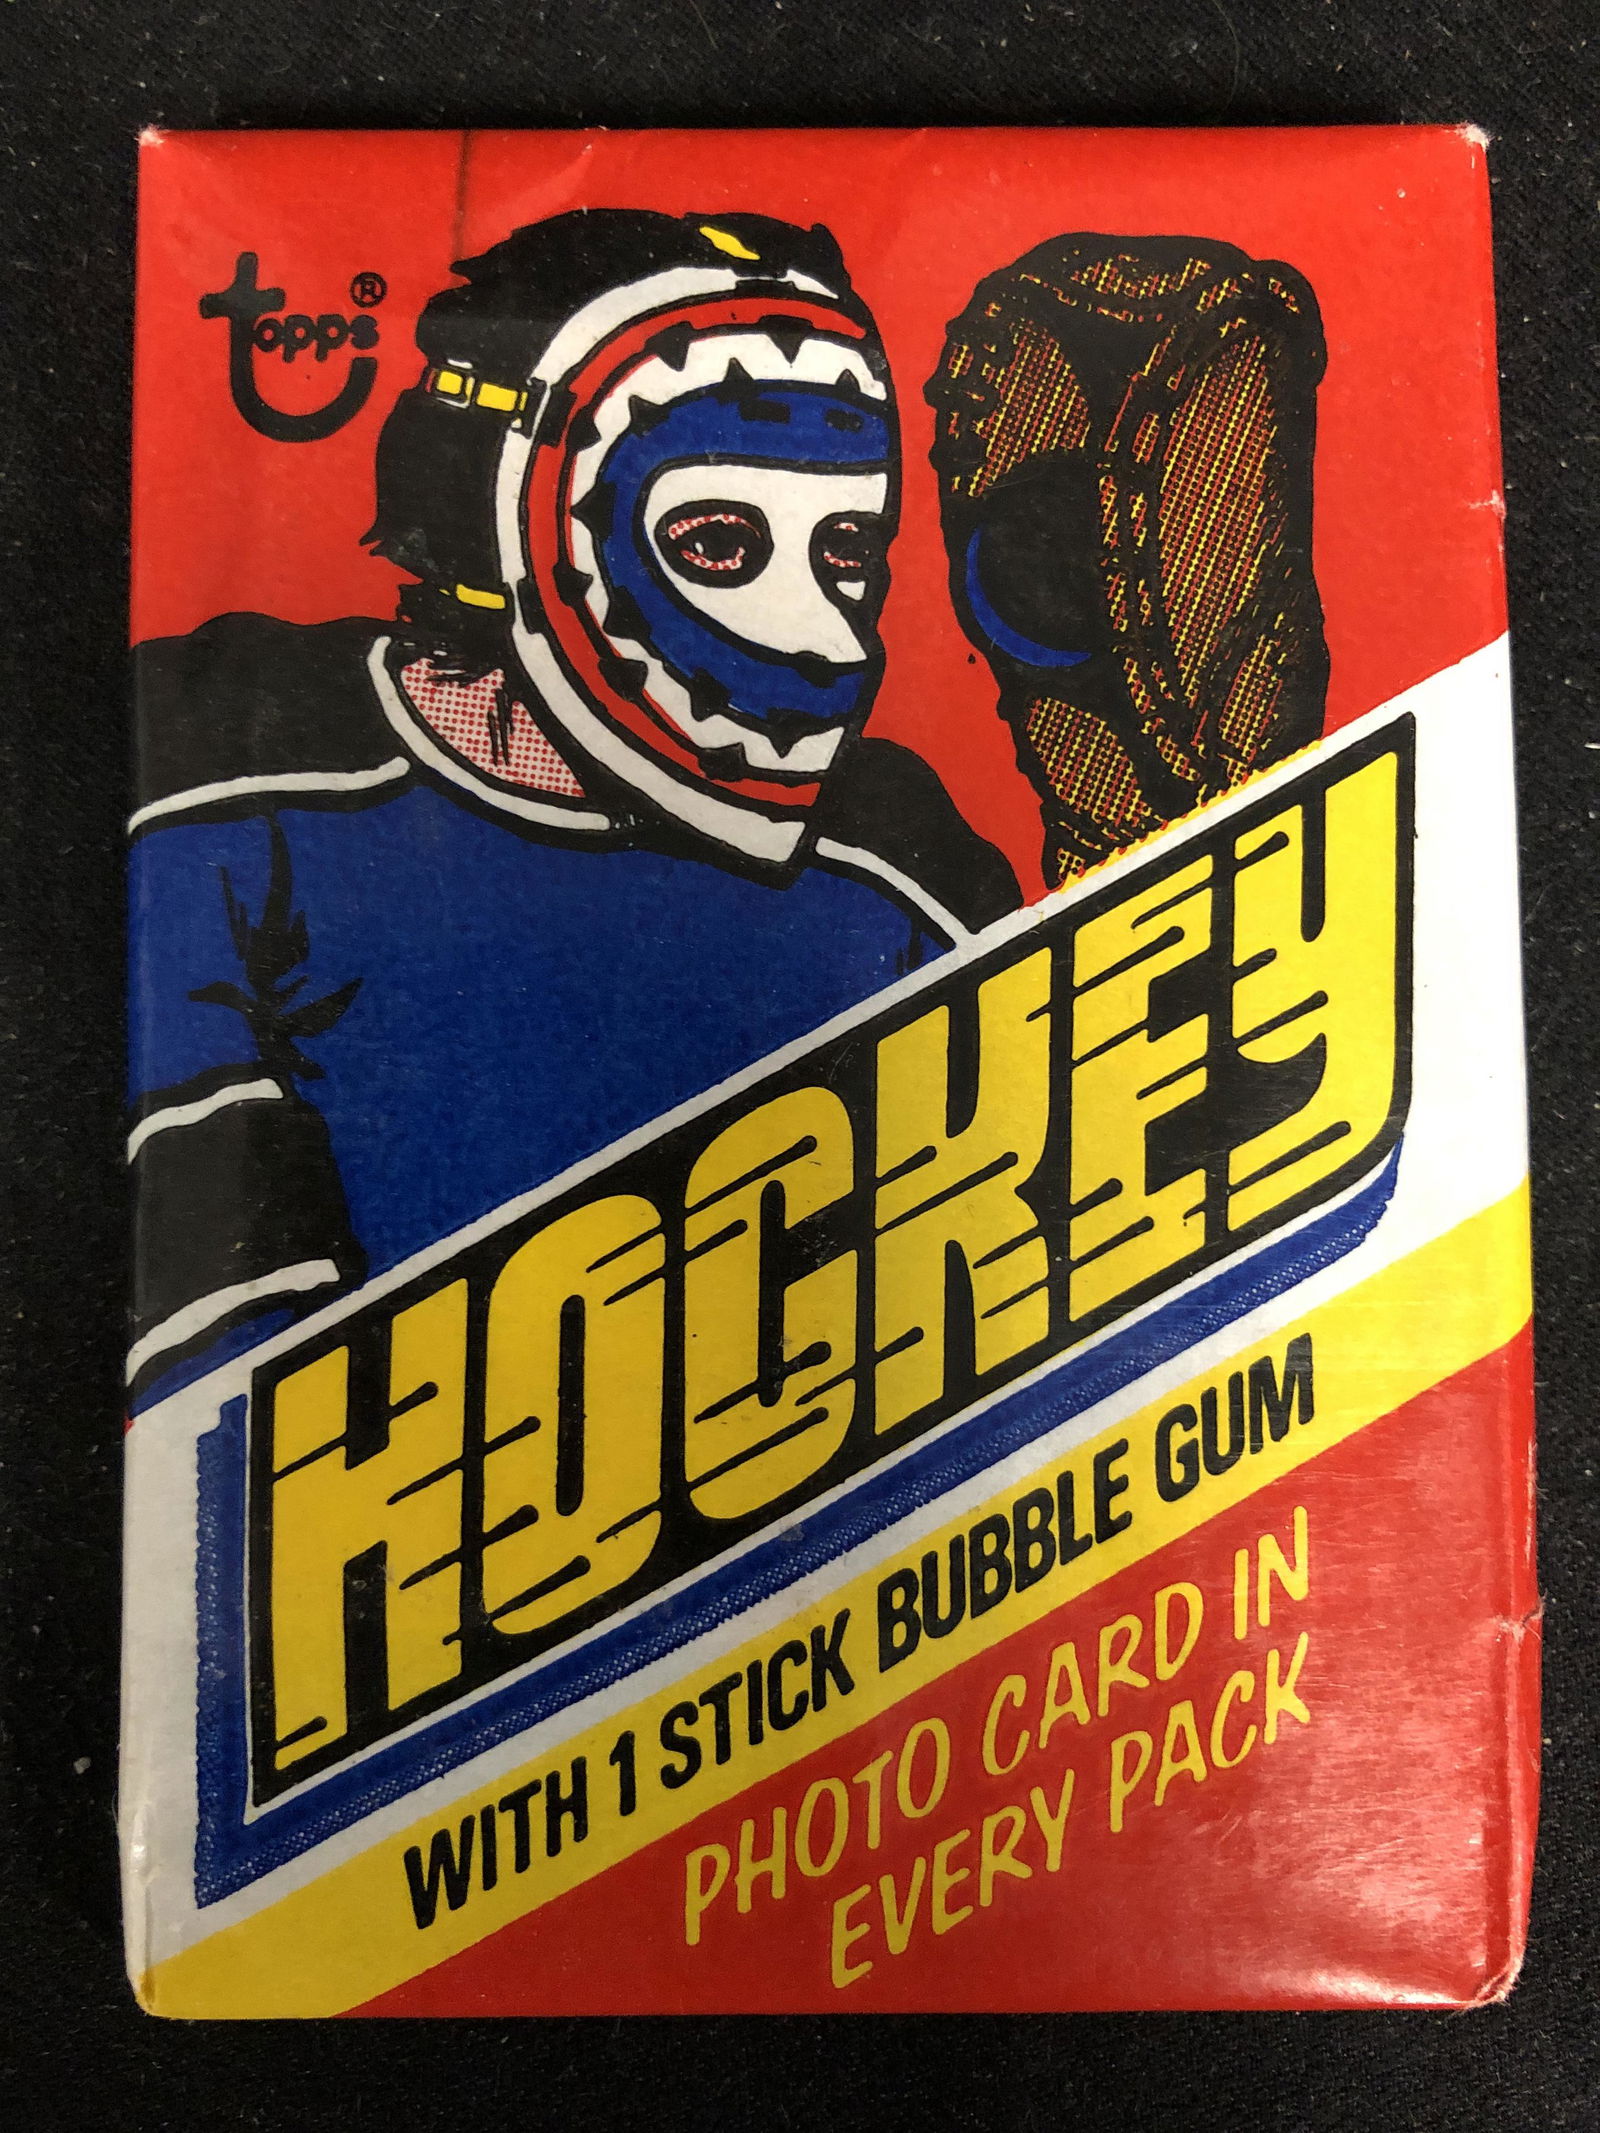 topps®
HOCKEY
WITH 1 STICK BUBBLE GUM
PHOTO CARD IN
EVERY PACK